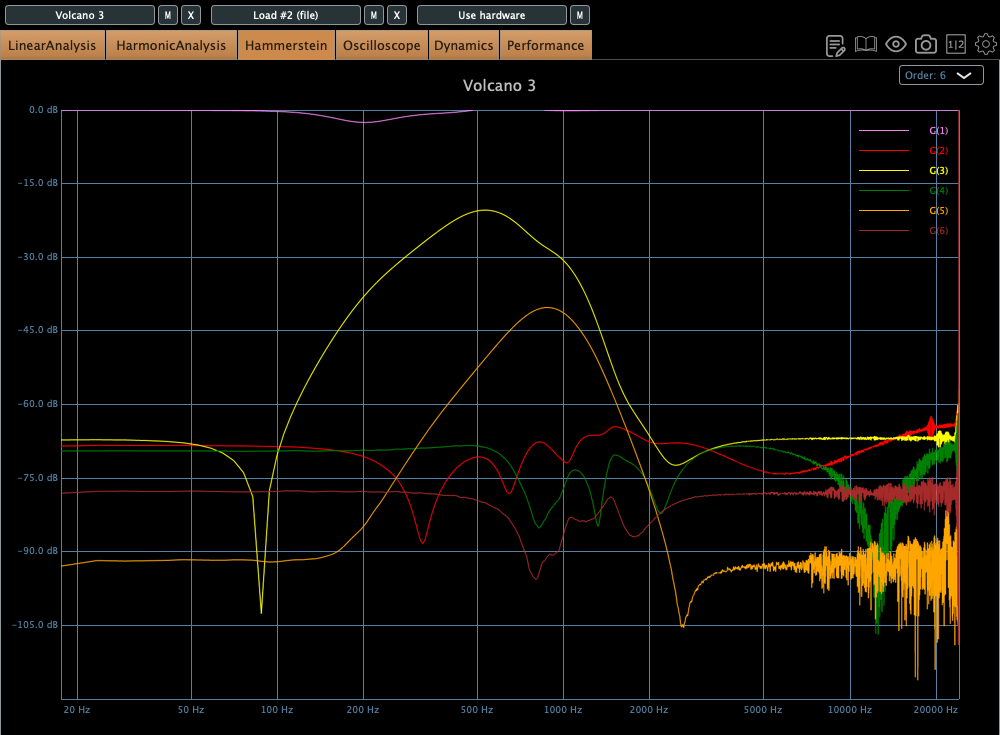 Volcano 3 M X Load #2 (file) M X Use hardware M
LinearAnalysis HarmonicAnalysis Hammerstein Oscilloscope Dynamics Performance 1|2
Order: 6
Volcano 3
0.0 dB
G(1)
G(2)
G(3)
−15.0 dB
G(4)
G(5)
G(6)
−30.0 dB
−45.0 dB
−60.0 dB
−75.0 dB
−90.0 dB
−105.0 dB
20 Hz 50 Hz 100 Hz 200 Hz 500 Hz 1000 Hz 2000 Hz 5000 Hz 10000 Hz 20000 Hz